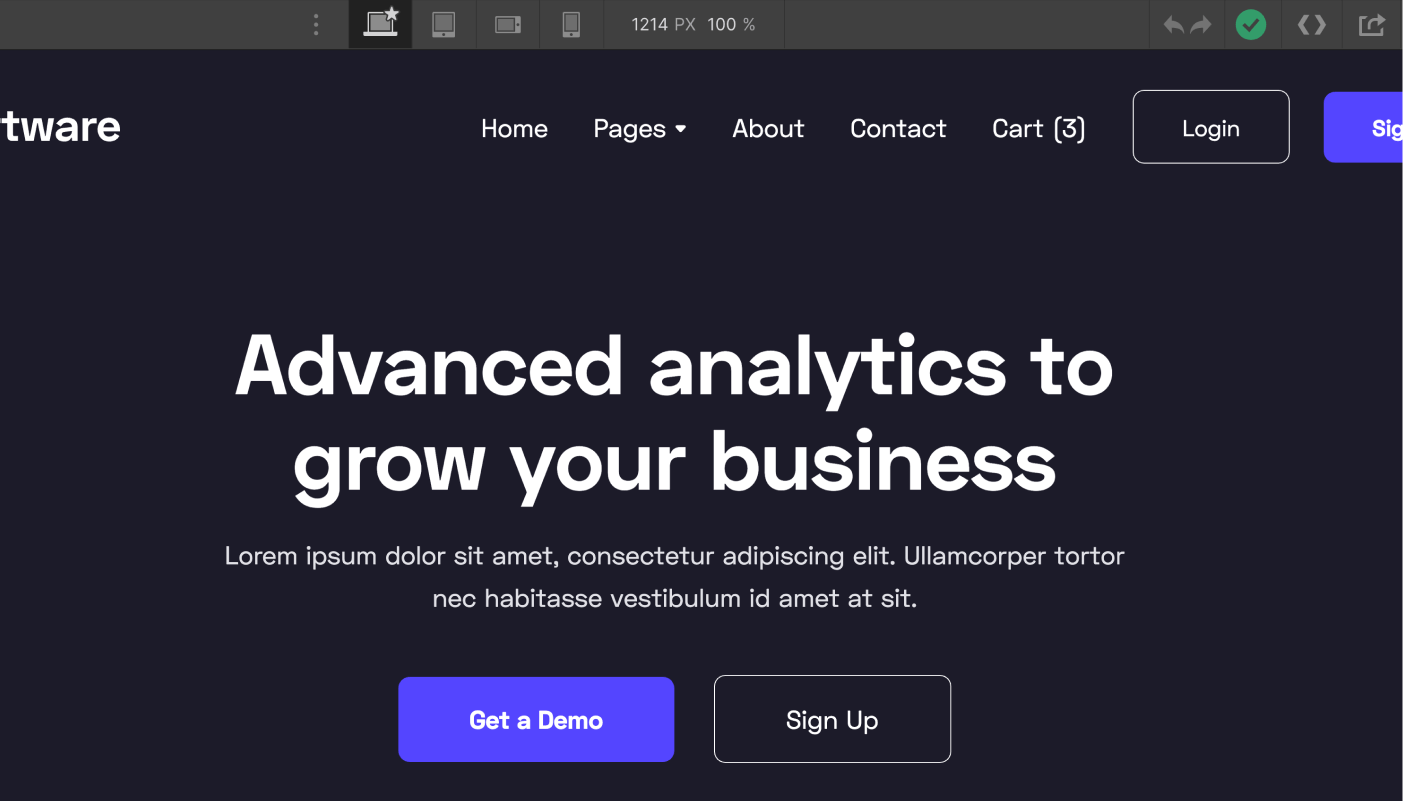 1214 PX 100 %
tware
Home Pages About Contact Cart (3) Login Sig
Advanced analytics to
grow your business
Lorem ipsum dolor sit amet, consectetur adipiscing elit. Ullamcorper tortor
nec habitasse vestibulum id amet at sit.
Get a Demo Sign Up